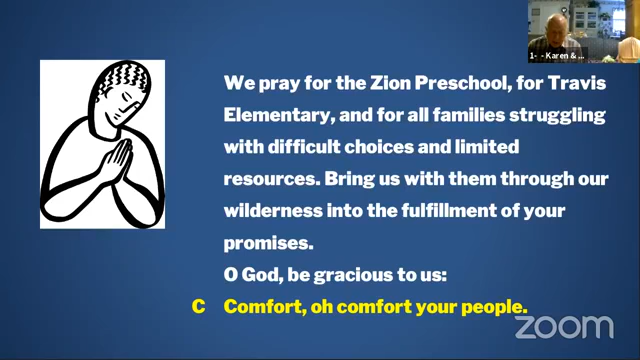 1- - Karen & ...
We pray for the Zion Preschool, for Travis
Elementary, and for all families struggling
with difficult choices and limited
resources. Bring us with them through our
wilderness into the fulfillment of your
promises.
O God, be gracious to us:
C Comfort, oh comfort your people.
zoom